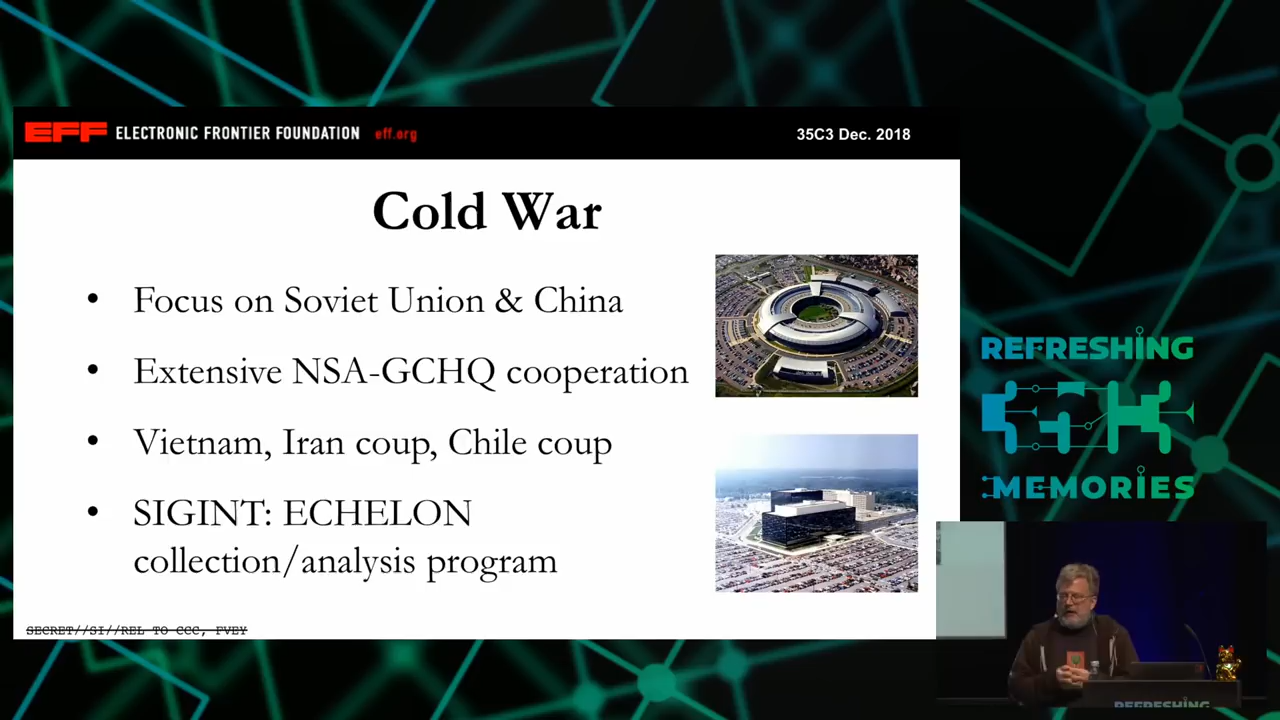 EFF ELECTRONIC FRONTIER FOUNDATION eff.org
35C3 Dec. 2018
Cold War
• Focus on Soviet Union & China
• Extensive NSA-GCHQ cooperation
• Vietnam, Iran coup, Chile coup
• SIGINT: ECHELON
collection/analysis program
SECRET//SI//REL TO CCC, FVEY
REFRESHING
MEMORIES
REFRESHING